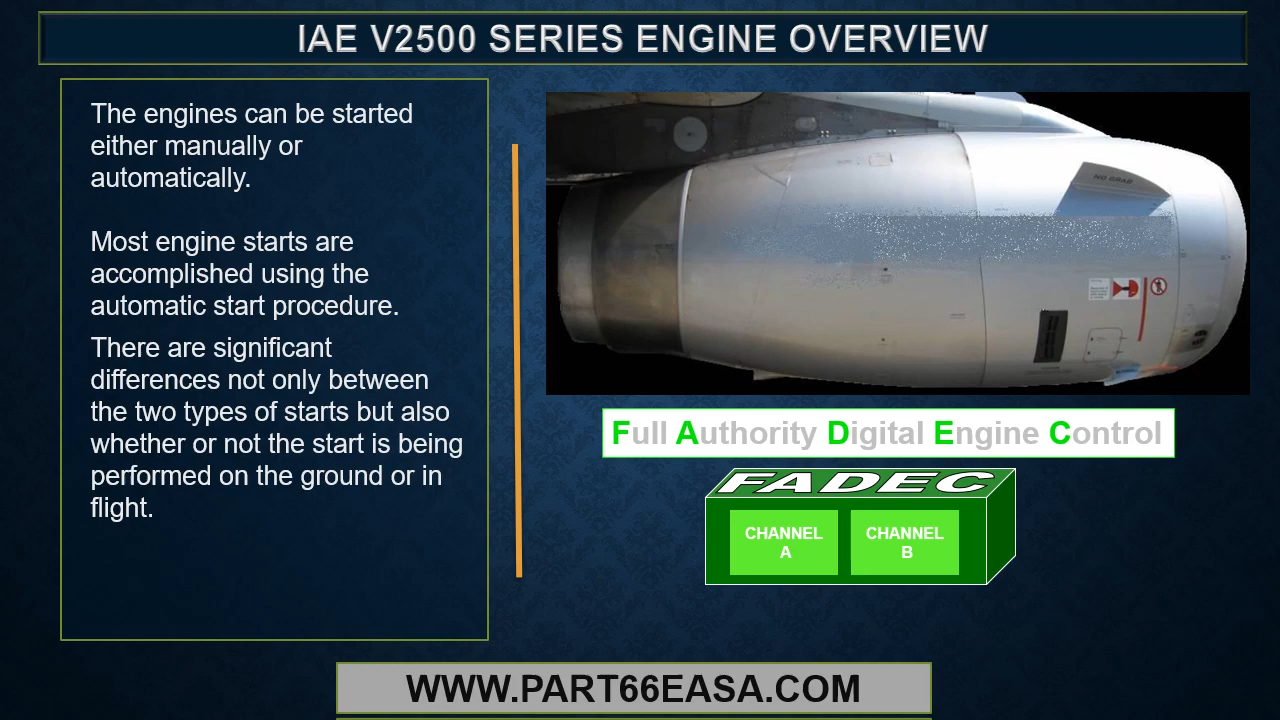 IAE V2500 SERIES ENGINE OVERVIEW
The engines can be started
either manually or
automatically.
Most engine starts are
accomplished using the
automatic start procedure.
There are significant
differences not only between
the two types of starts but also
whether or not the start is being
performed on the ground or in
flight.
NO GRAB
Full Authority Digital Engine Control
FADEC
CHANNEL
A
CHANNEL
B
WWW.PART66EASA.COM